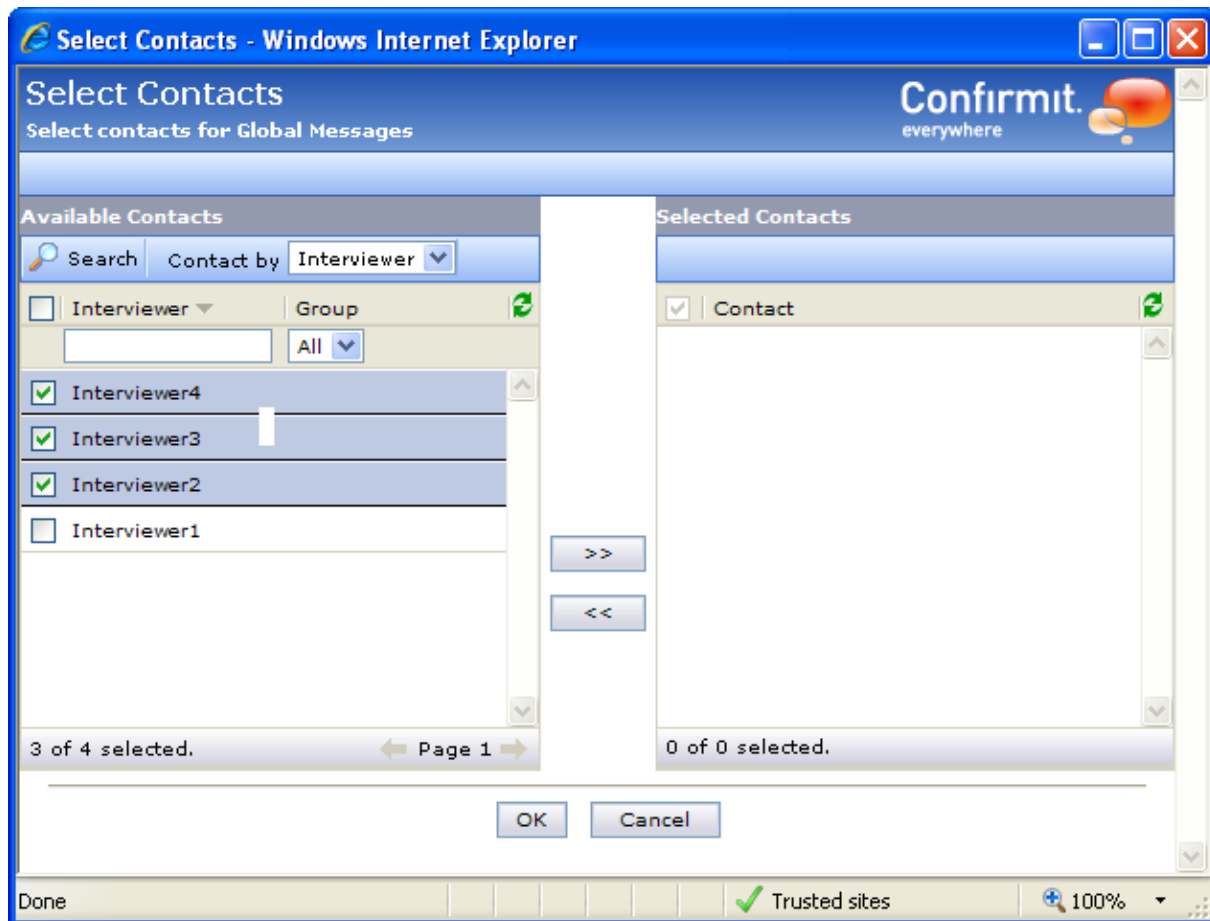 Select Contacts - Windows Internet Explorer
Select Contacts
Select contacts for Global Messages
Confirmit.
everywhere
Available Contacts
Selected Contacts
Search Contact by Interviewer
Interviewer Group
Contact
All
Interviewer4
Interviewer3
Interviewer2
Interviewer1
>>
<<
3 of 4 selected. Page 1
0 of 0 selected.
OK Cancel
Done Trusted sites 100%